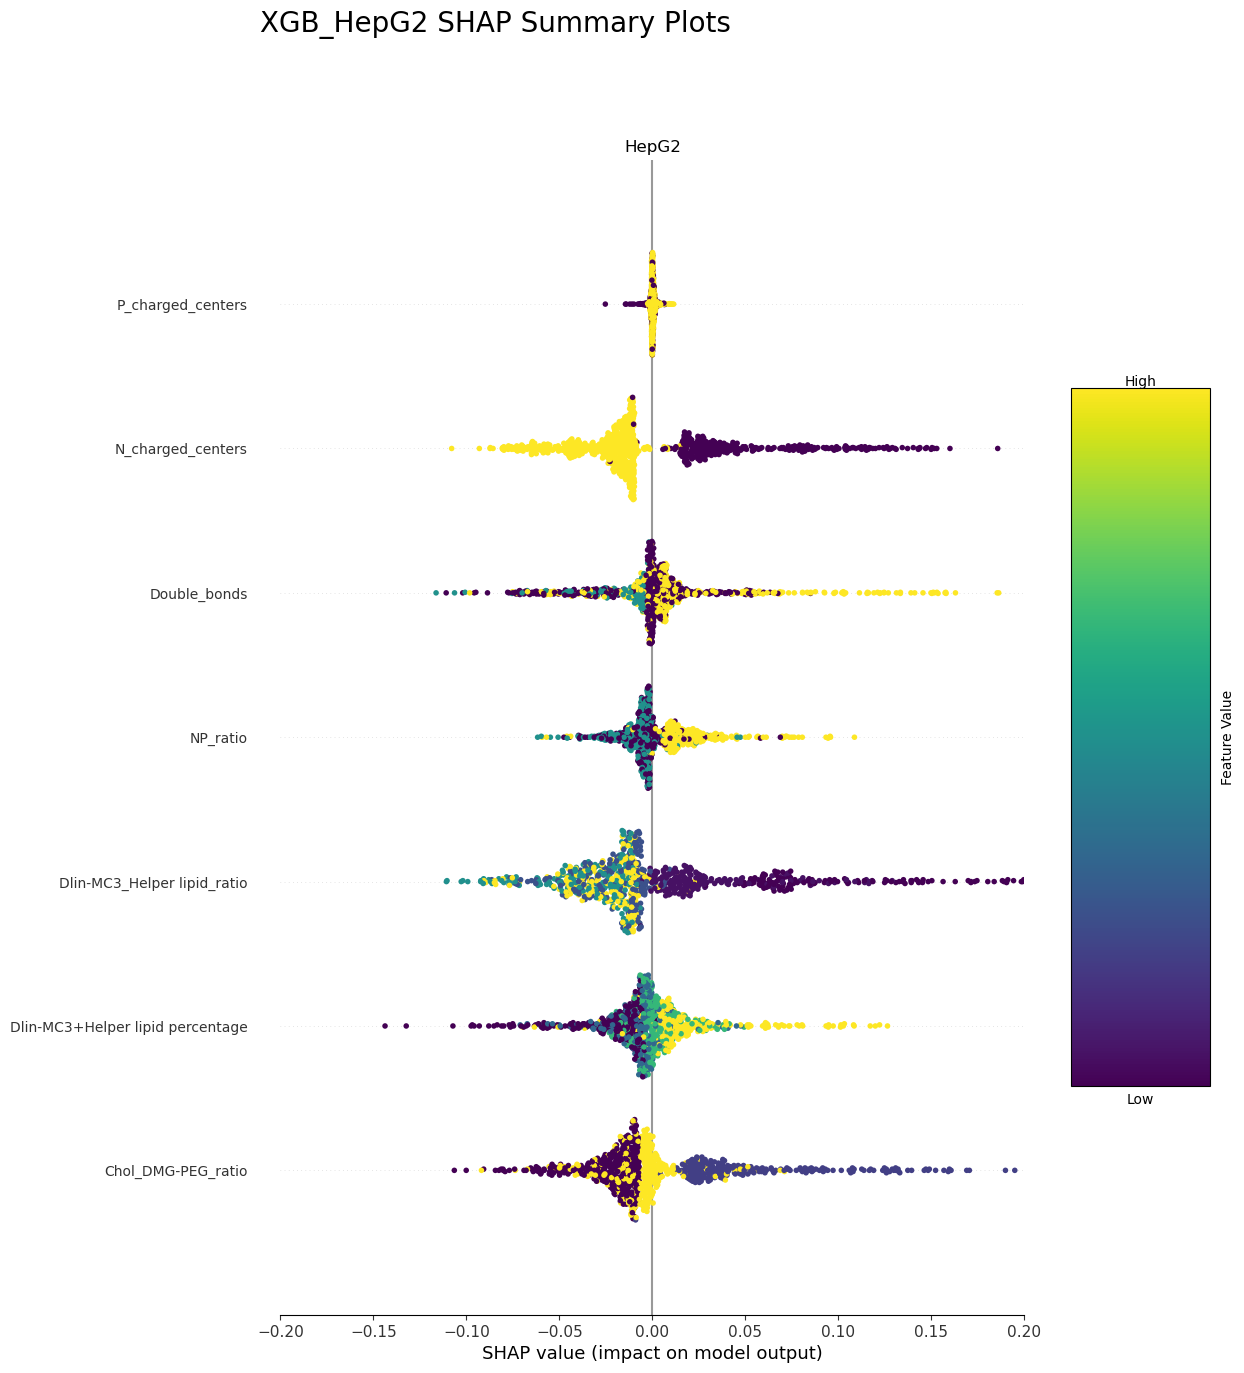 XGB_HepG2 SHAP Summary Plots
HepG2
P_charged_centers
N_charged_centers
Double_bonds
NP_ratio
Dlin-MC3_Helper lipid_ratio
Dlin-MC3+Helper lipid percentage
Chol_DMG-PEG_ratio
−0.20 −0.15 −0.10 −0.05 0.00 0.05 0.10 0.15 0.20
SHAP value (impact on model output)
High
Feature Value
Low